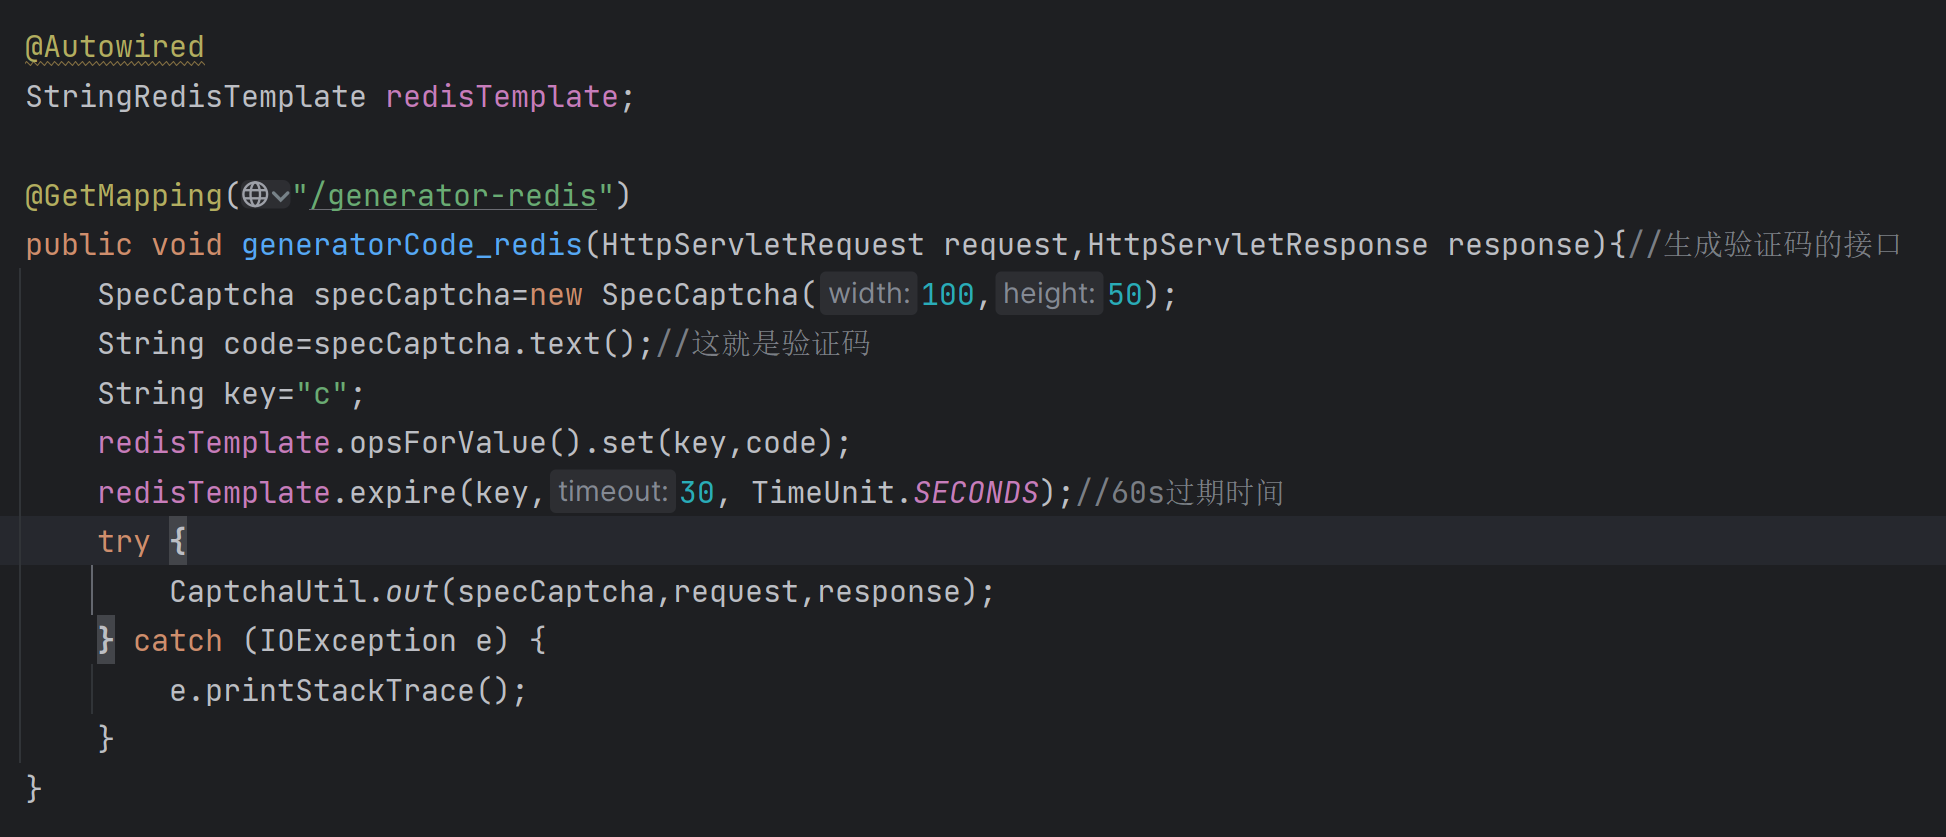 @Autowired
StringRedisTemplate redisTemplate;
@GetMapping("/generator-redis")
public void generatorCode_redis(HttpServletRequest request,HttpServletResponse response){//生成验证码的接口
SpecCaptcha specCaptcha=new SpecCaptcha(width:100,height:50);
String code=specCaptcha.text();//这就是验证码
String key="c";
redisTemplate.opsForValue().set(key,code);
redisTemplate.expire(key,timeout:30, TimeUnit.SECONDS);//60s过期时间
try {
CaptchaUtil.out(specCaptcha,request,response);
} catch (IOException e) {
e.printStackTrace();
}
}